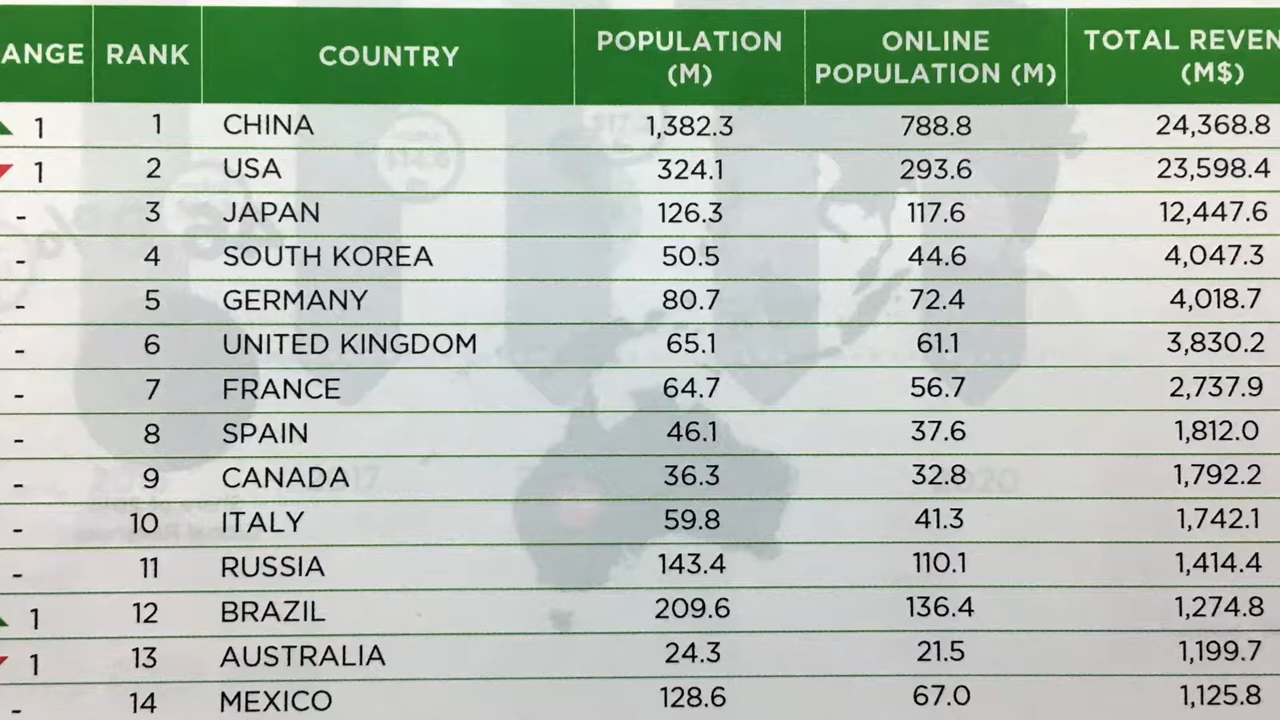 ANGE RANK COUNTRY POPULATION (M) ONLINE POPULATION (M) TOTAL REVEN (M$)
1 1 CHINA 1,382.3 788.8 24,368.8
1 2 USA 324.1 293.6 23,598.4
- 3 JAPAN 126.3 117.6 12,447.6
- 4 SOUTH KOREA 50.5 44.6 4,047.3
- 5 GERMANY 80.7 72.4 4,018.7
- 6 UNITED KINGDOM 65.1 61.1 3,830.2
- 7 FRANCE 64.7 56.7 2,737.9
- 8 SPAIN 46.1 37.6 1,812.0
- 9 CANADA 36.3 32.8 1,792.2
- 10 ITALY 59.8 41.3 1,742.1
- 11 RUSSIA 143.4 110.1 1,414.4
1 12 BRAZIL 209.6 136.4 1,274.8
1 13 AUSTRALIA 24.3 21.5 1,199.7
- 14 MEXICO 128.6 67.0 1,125.8